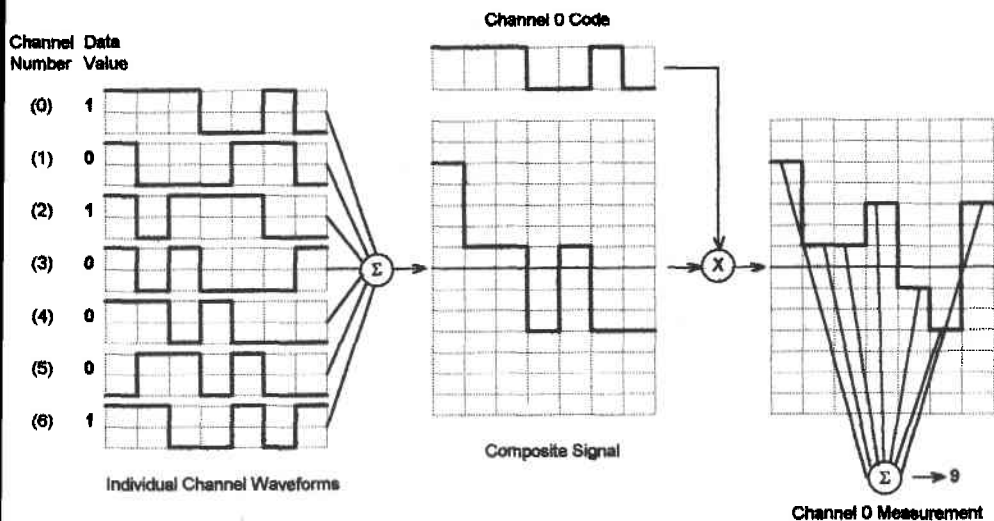 Channel 0 Code
Channel Data
Number Value
(0) 1
(1) 0
(2) 1
(3) 0
(4) 0
(5) 0
(6) 1
Σ
X
Individual Channel Waveforms
Composite Signal
Σ 9
Channel 0 Measurement